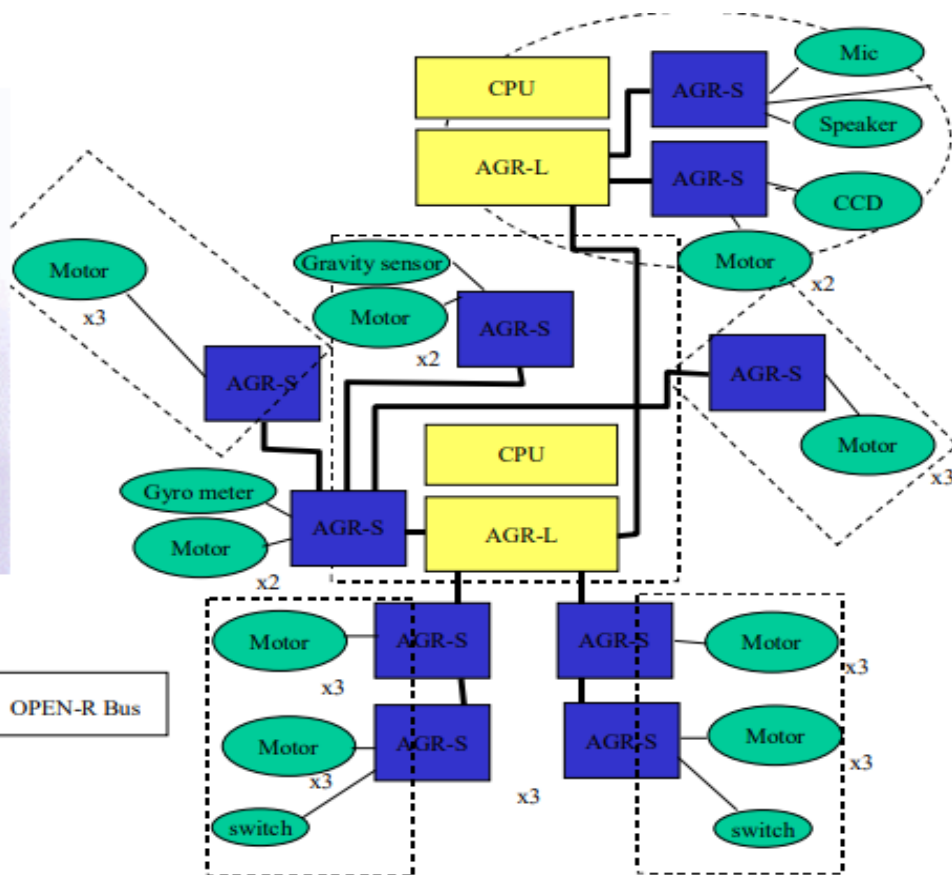 Mic
CPU
AGR-S
Speaker
AGR-L
AGR-S
CCD
Motor
x2
Gravity sensor
Motor
x3
Motor
x2
AGR-S
AGR-S
AGR-S
Motor
x3
CPU
Gyro meter
AGR-S
AGR-L
Motor
x2
Motor
x3
AGR-S
AGR-S
Motor
x3
OPEN-R Bus
Motor
x3
AGR-S
AGR-S
Motor
x3
x3
switch
switch